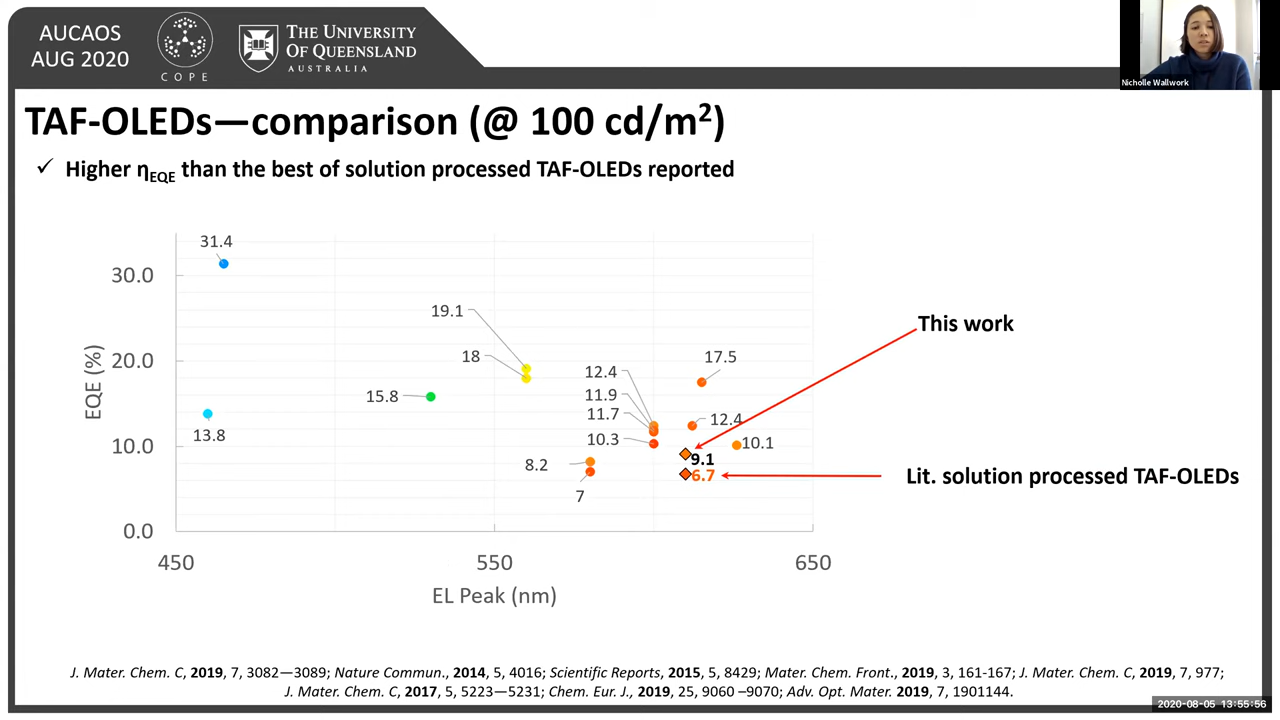 AUCAOS
AUG 2020
COPE
THE UNIVERSITY
OF QUEENSLAND
AUSTRALIA
Nicholle Wallwork
TAF-OLEDs—comparison (@ 100 cd/m²)
✓ Higher ηEQE than the best of solution processed TAF-OLEDs reported
31.4
30.0
19.1
This work
20.0
18
17.5
12.4
11.9
15.8
11.7
12.4
EQE (%)
13.8
10.3
10.1
10.0
9.1
8.2
6.7
Lit. solution processed TAF-OLEDs
7
0.0
450
550
650
EL Peak (nm)
J. Mater. Chem. C, 2019, 7, 3082—3089; Nature Commun., 2014, 5, 4016; Scientific Reports, 2015, 5, 8429; Mater. Chem. Front., 2019, 3, 161-167; J. Mater. Chem. C, 2019, 7, 977;
J. Mater. Chem. C, 2017, 5, 5223—5231; Chem. Eur. J., 2019, 25, 9060 –9070; Adv. Opt. Mater. 2019, 7, 1901144.
2020-08-05 13:55:56